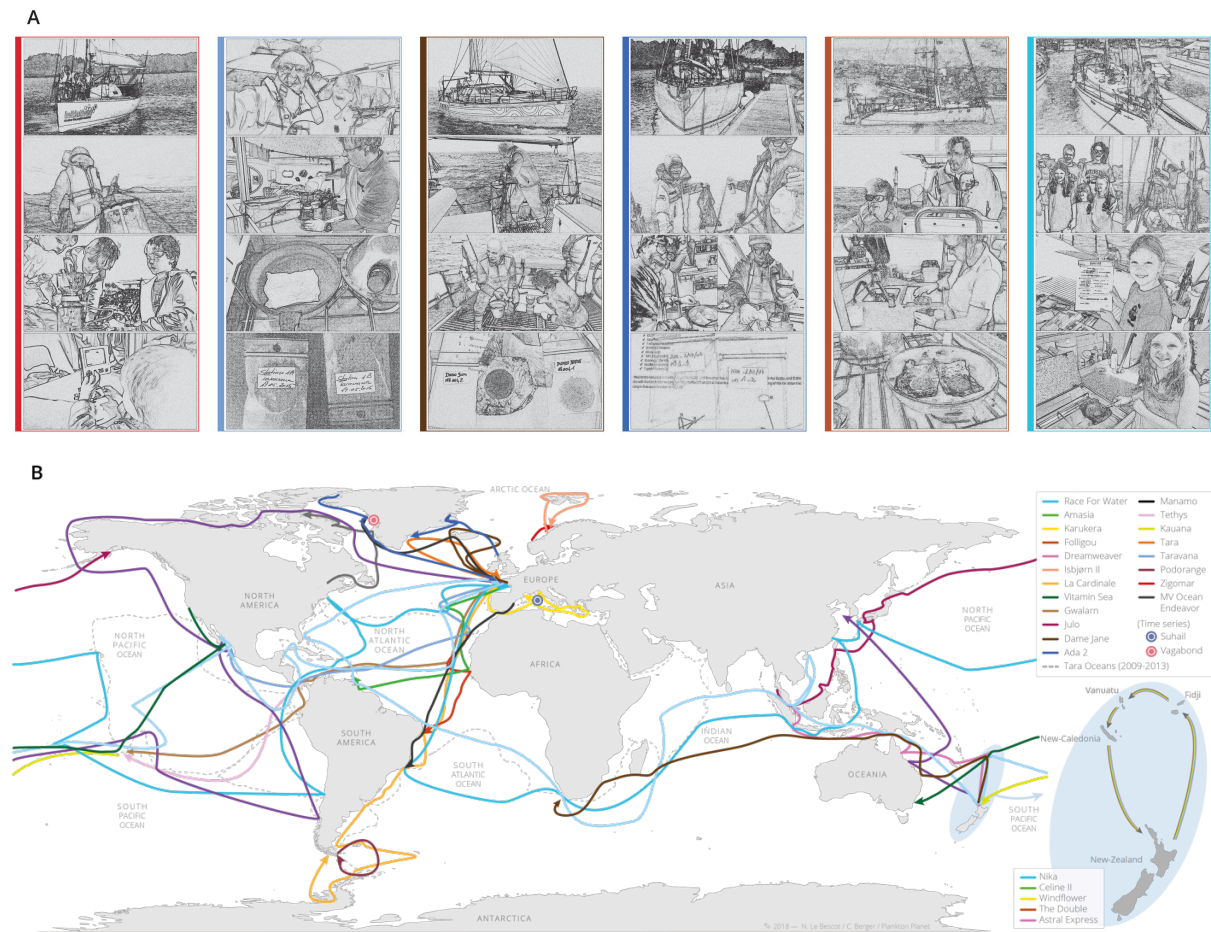 A
B
ARCTIC OCEAN
EUROPE
ASIA
NORTH
AMERICA
NORTH
PACIFIC
OCEAN
NORTH
ATLANTIC
OCEAN
AFRICA
NORTH
PACIFIC
OCEAN
SOUTH
AMERICA
INDIAN
OCEAN
OCEANIA
SOUTH
ATLANTIC
OCEAN
SOUTH
PACIFIC
OCEAN
SOUTH
PACIFIC
OCEAN
ANTARCTICA
Race For Water
Amasia
Karukera
Folligou
Dreamweaver
Isbjørn II
La Cardinale
Vitamin Sea
Gwalarn
Julo
Dame Jane
Ada 2
Manamo
Tethys
Kauana
Tara
Taravana
Podorange
Zigomar
MV Ocean
Endeavor
(Time series)
Suhail
Vagabond
Tara Oceans (2009-2013)
Vanuatu
Fidji
New-Caledonia
New-Zealand
Nika
Celine II
Windflower
The Double
Astral Express
2018 — N. Le Bescot / C. Berger / Plankton Planet